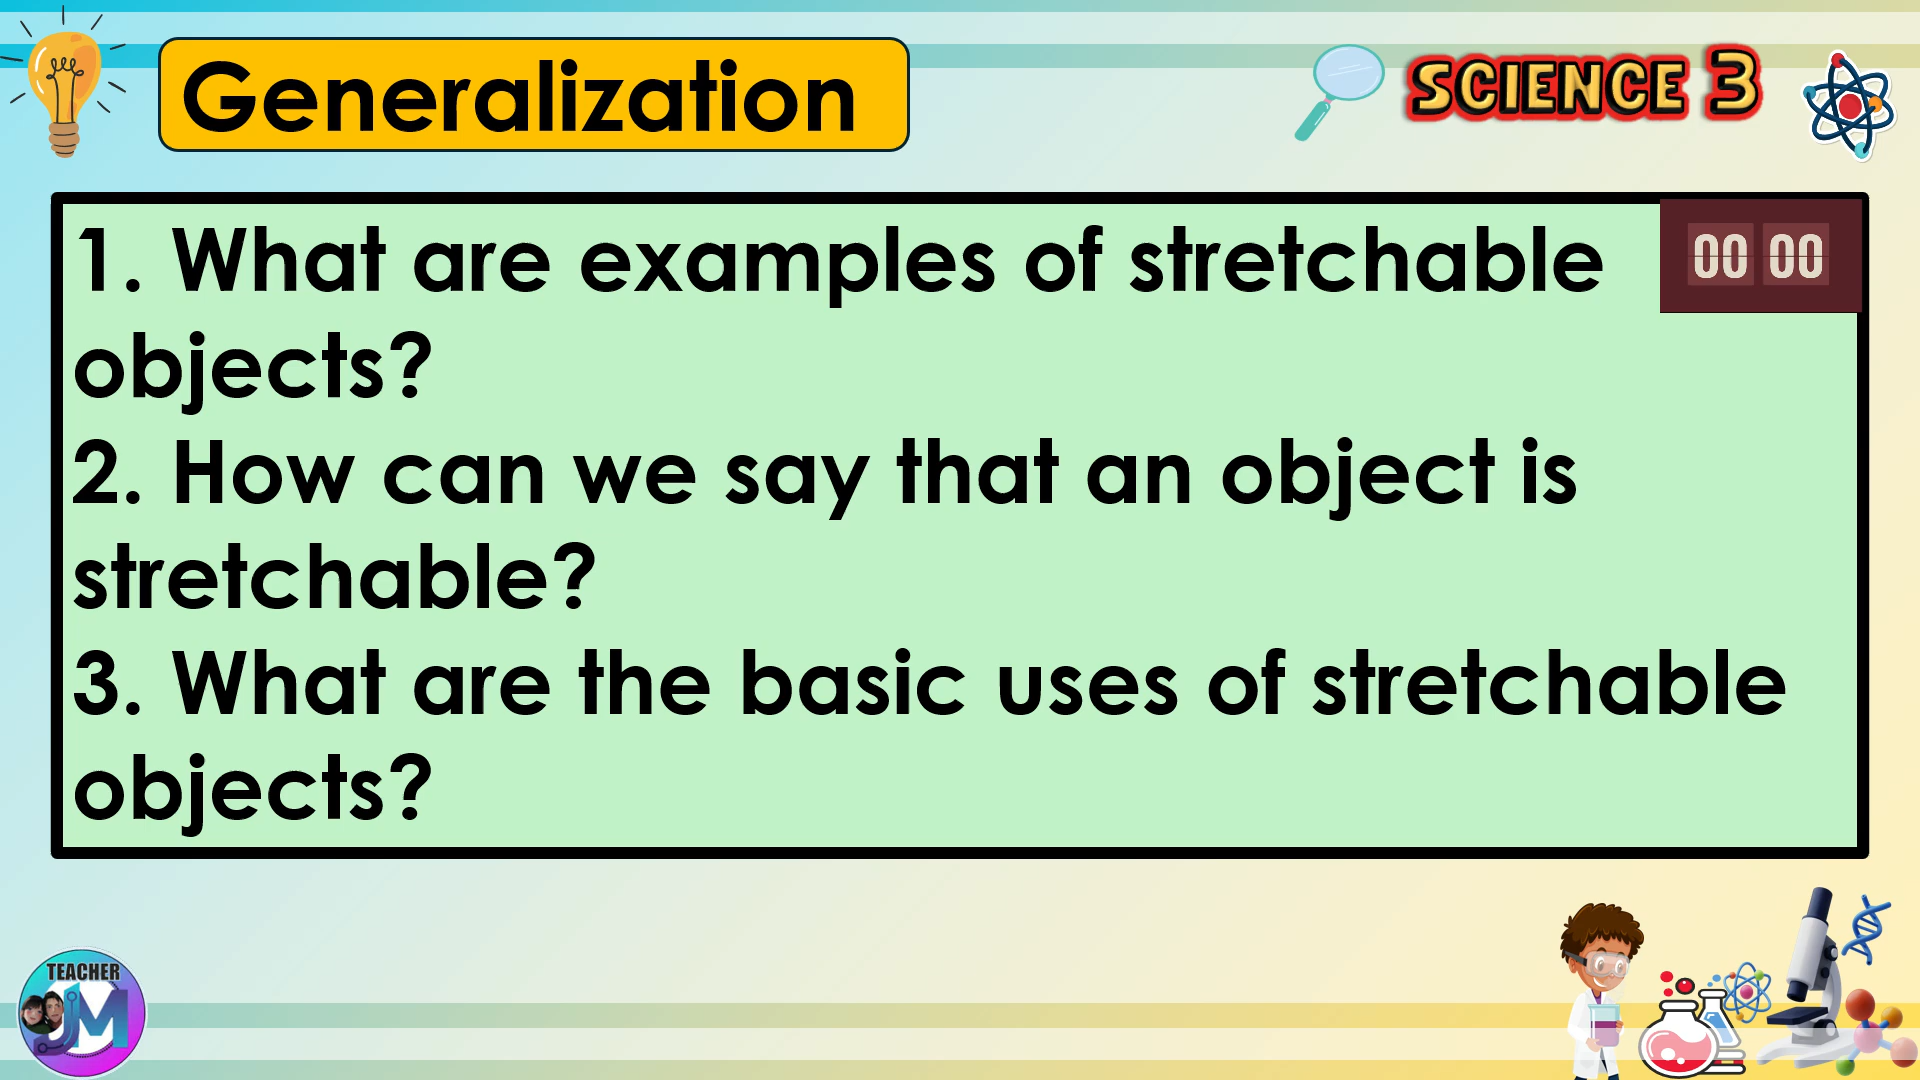 Generalization
SCIENCE 3
00 00
1. What are examples of stretchable
objects?
2. How can we say that an object is
stretchable?
3. What are the basic uses of stretchable
objects?
TEACHER
JM